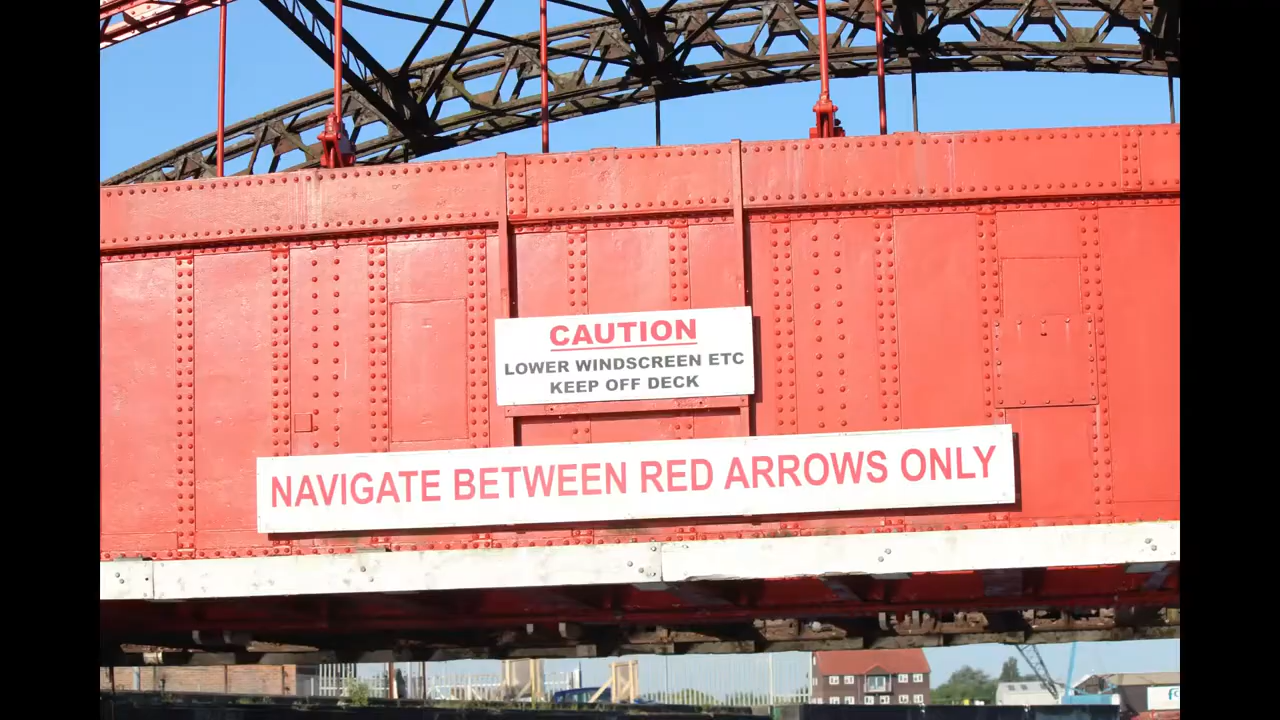 CAUTION
LOWER WINDSCREEN ETC
KEEP OFF DECK
NAVIGATE BETWEEN RED ARROWS ONLY